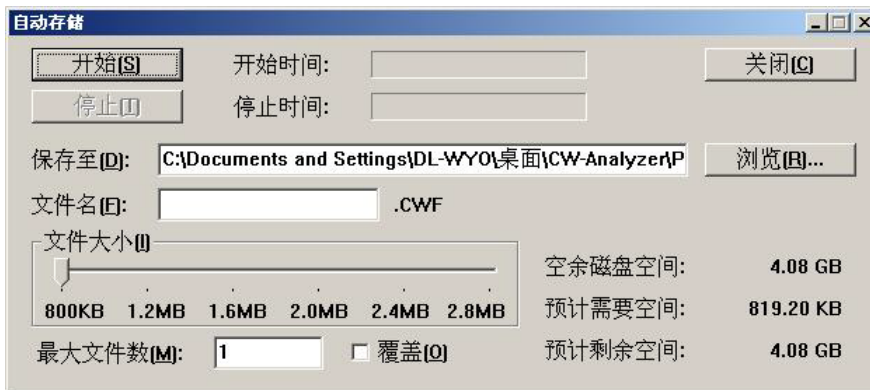 自动存储
开始(S) 开始时间: 关闭(C)
停止(T) 停止时间:
保存至(D): C:\Documents and Settings\DL-WYO\桌面\CW-Analyzer\P 浏览(R)...
文件名(F): .CWF
文件大小(I)
800KB 1.2MB 1.6MB 2.0MB 2.4MB 2.8MB
空余磁盘空间: 4.08 GB
预计需要空间: 819.20 KB
最大文件数(M): 1 覆盖(O) 预计剩余空间: 4.08 GB